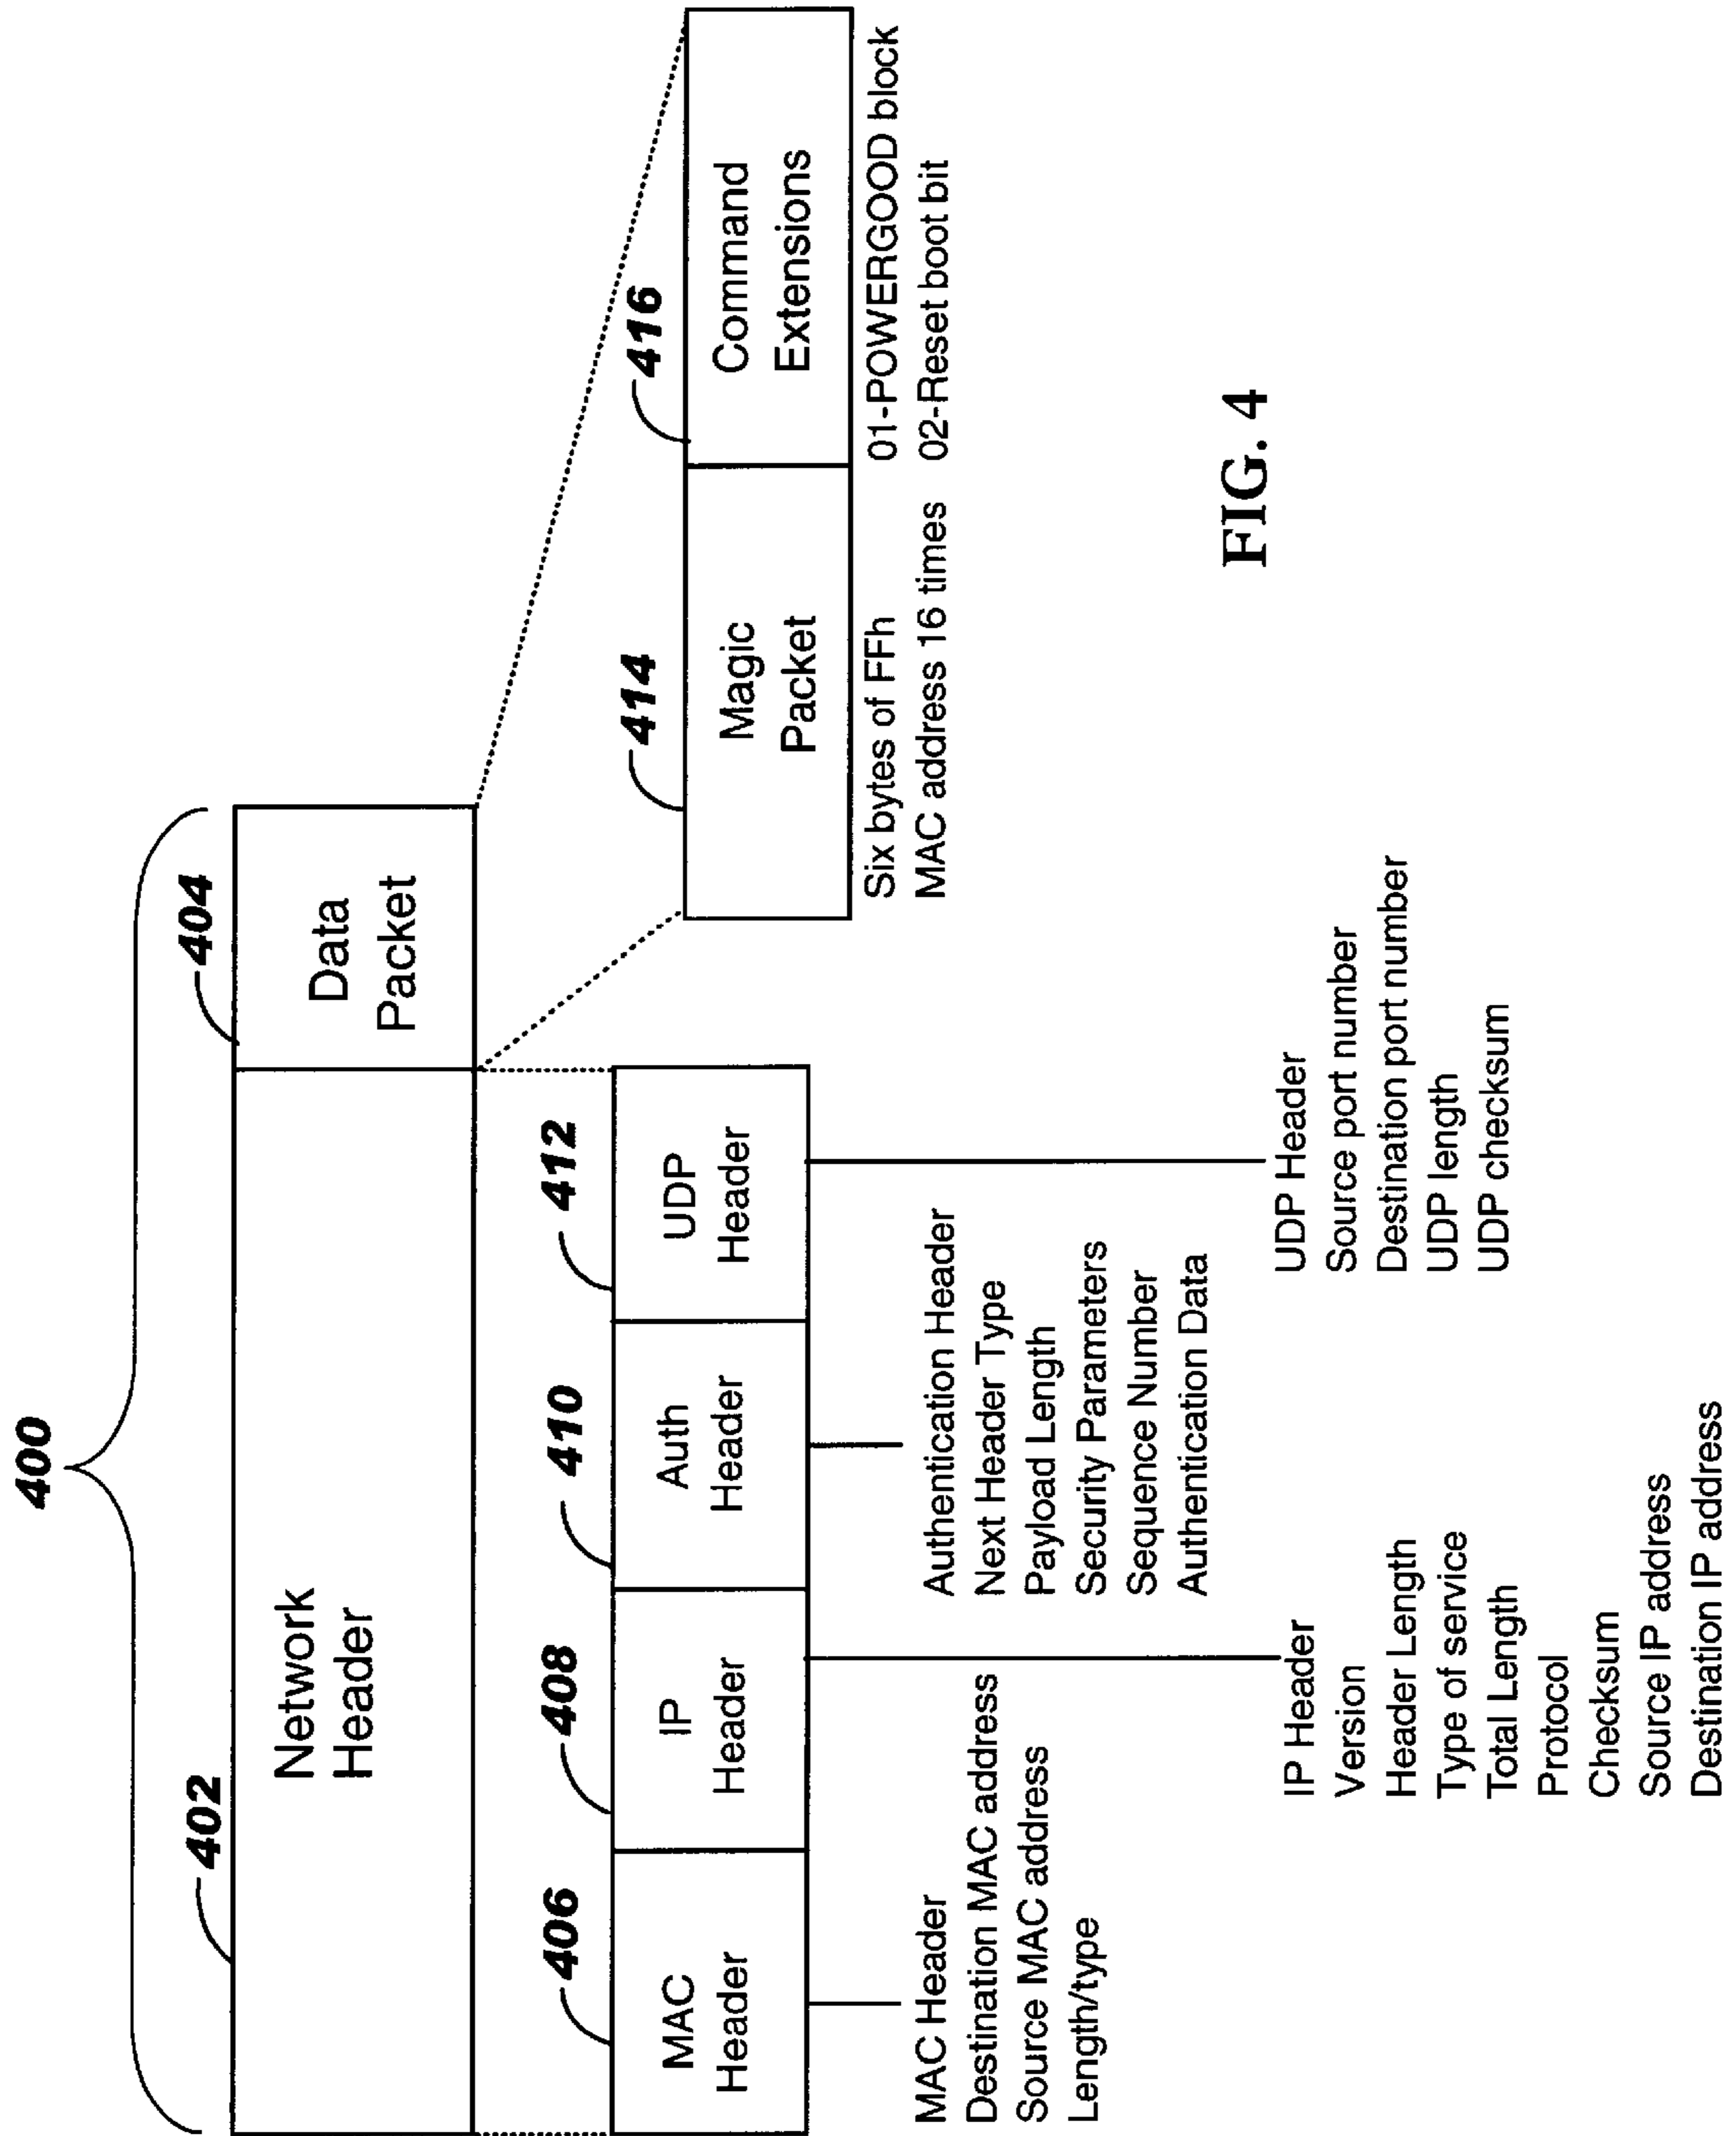 400
402
404
Network
Header
Data
Packet
406
408
410
412
414
416
MAC
Header
IP
Header
Auth
Header
UDP
Header
Magic
Packet
Command
Extensions
Six bytes of FFh
MAC address 16 times
01-POWERGOOD block
02-Reset boot bit
MAC Header
Destination MAC address
Source MAC address
Length/type
IP Header
Version
Header Length
Type of service
Total Length
Protocol
Checksum
Source IP address
Destination IP address
Authentication Header
Next Header Type
Payload Length
Security Parameters
Sequence Number
Authentication Data
UDP Header
Source port number
Destination port number
UDP length
UDP checksum
FIG. 4